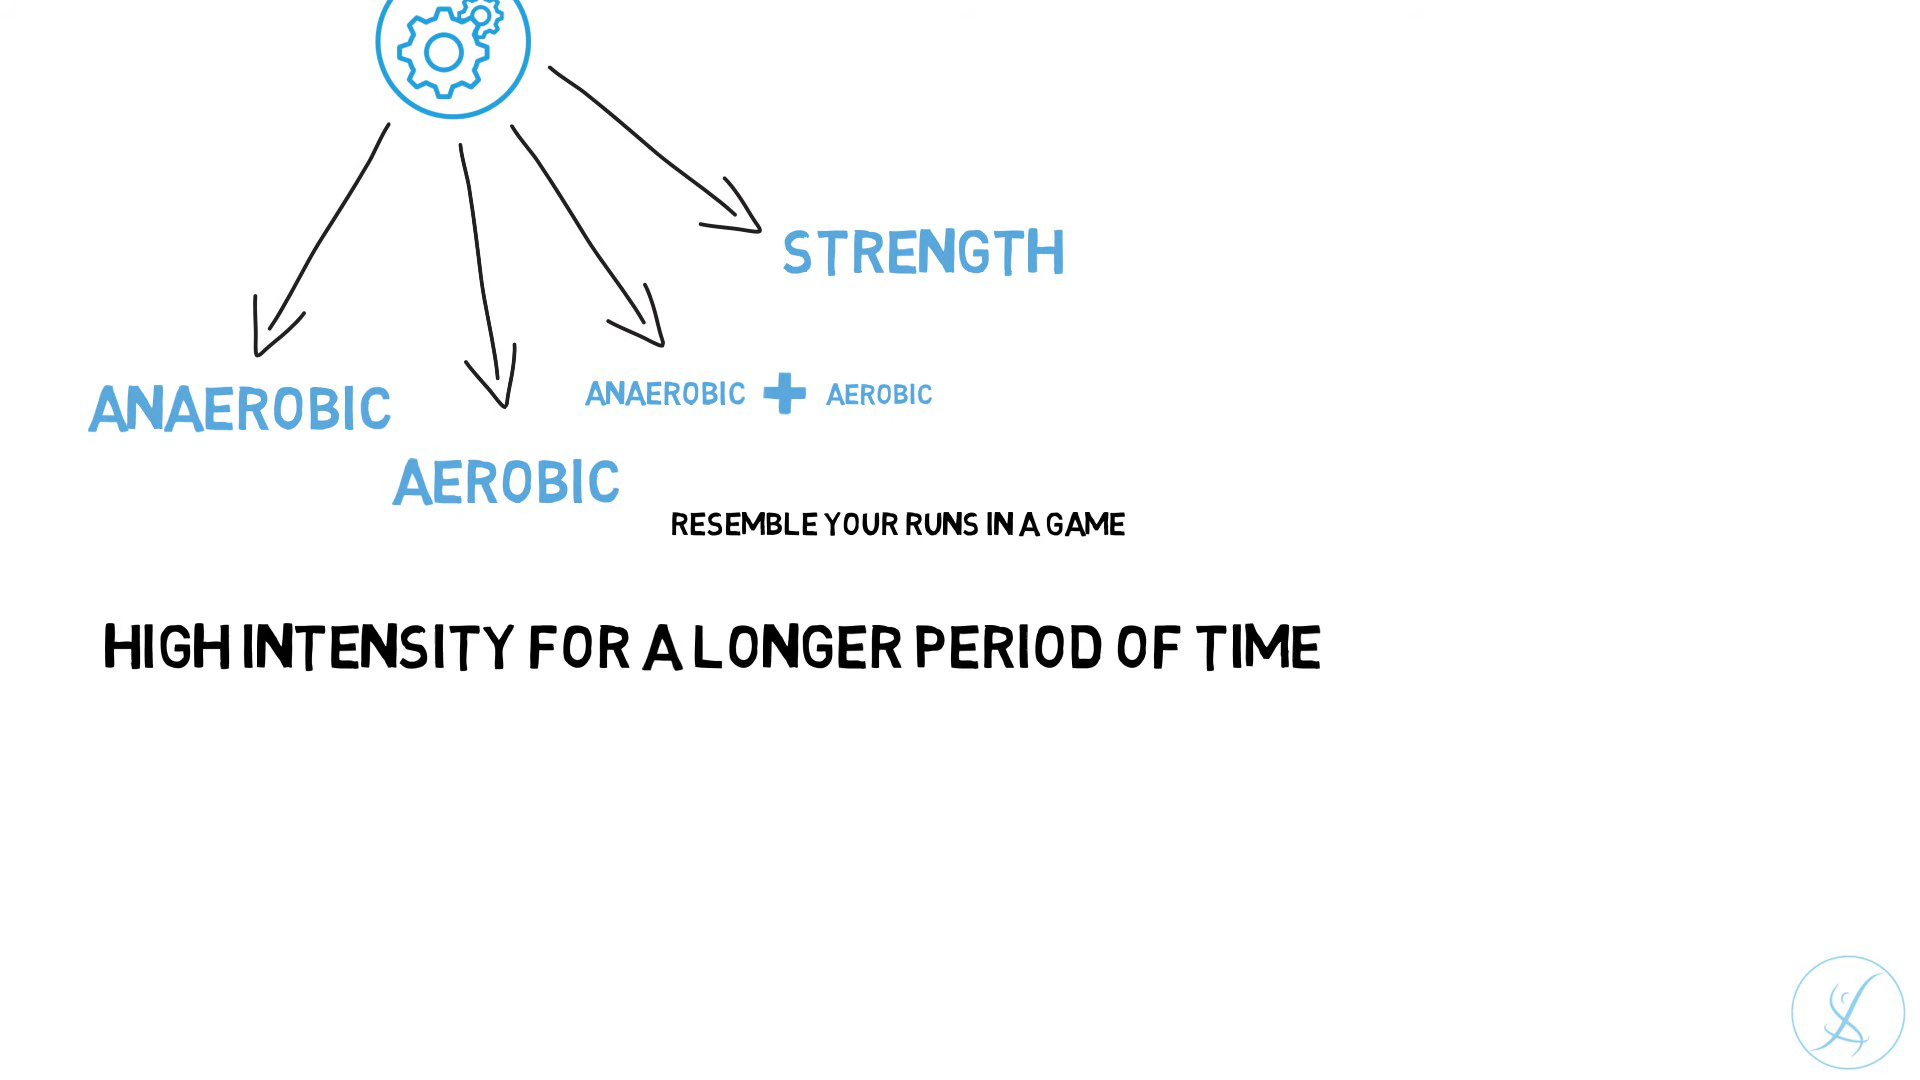 STRENGTH
ANAEROBIC
ANAEROBIC + AEROBIC
AEROBIC
RESEMBLE YOUR RUNS IN A GAME
HIGH INTENSITY FOR A LONGER PERIOD OF TIME